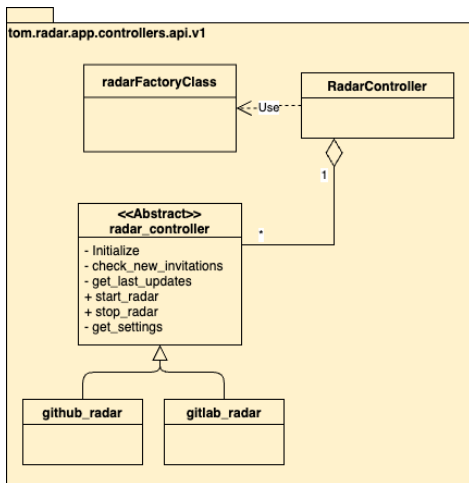 tom.radar.app.controllers.api.v1
radarFactoryClass
RadarController
Use
1
<<Abstract>>
radar_controller
*
- Initialize
- check_new_invitations
- get_last_updates
+ start_radar
+ stop_radar
- get_settings
github_radar
gitlab_radar